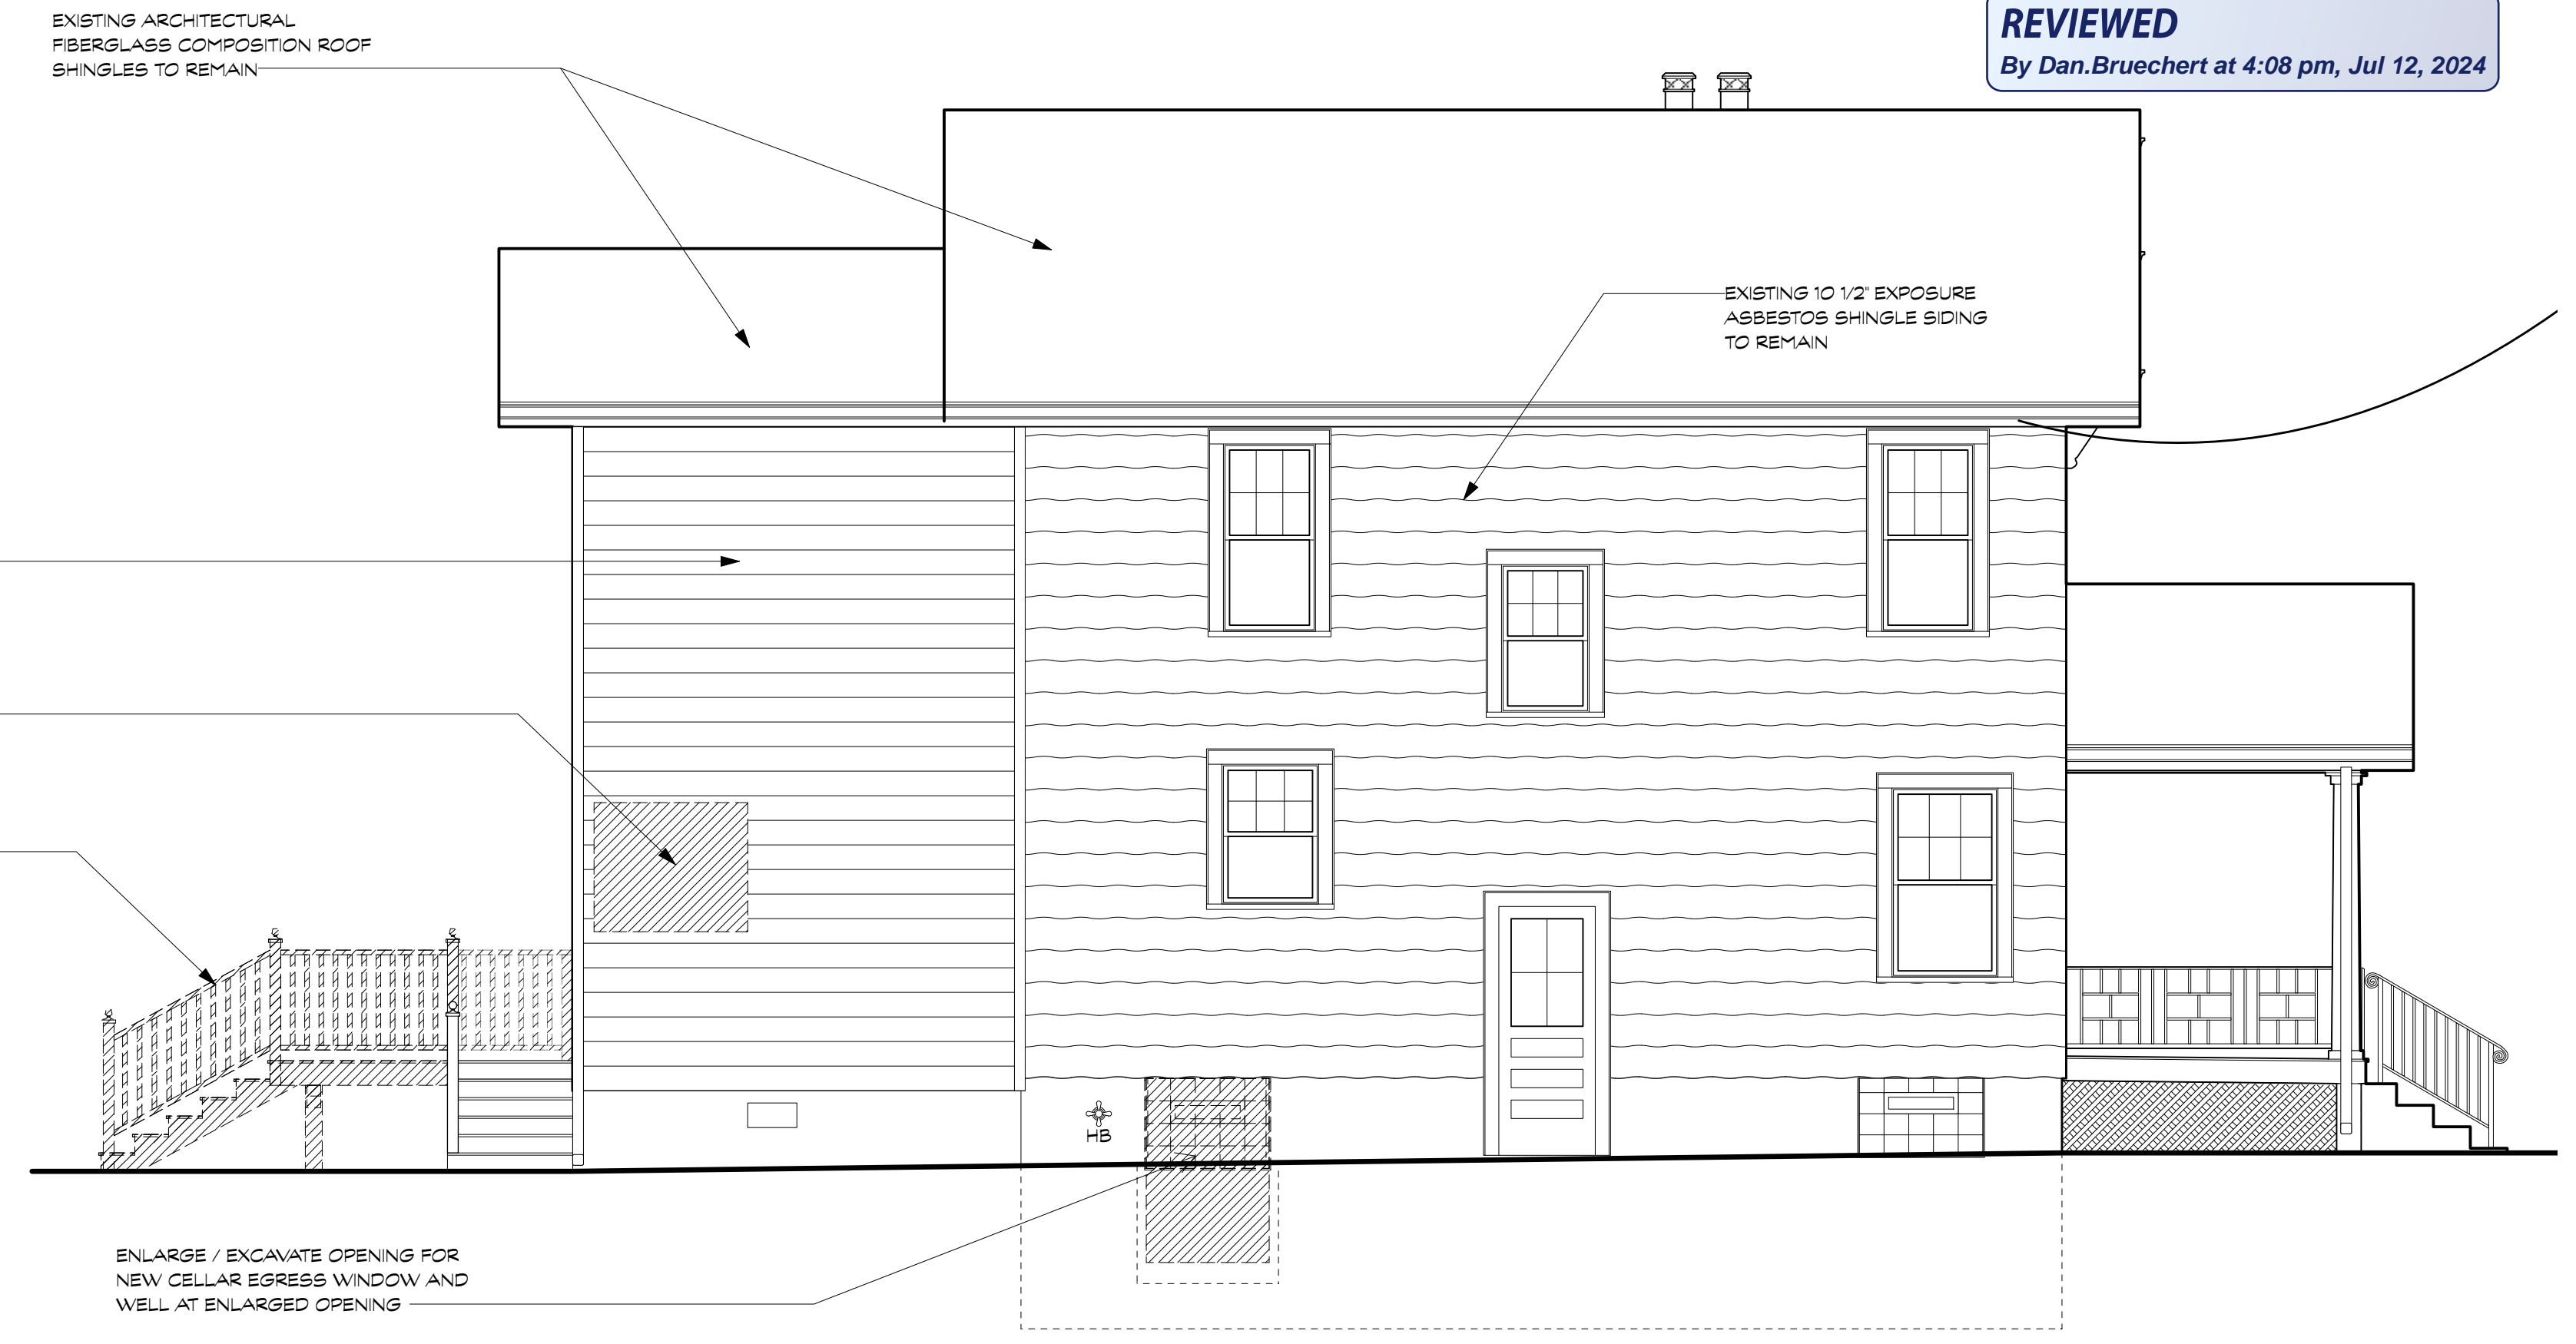 EXISTING ARCHITECTURAL
FIBERGLASS COMPOSITION ROOF
SHINGLES TO REMAIN
REVIEWED
By Dan.Bruechert at 4:08 pm, Jul 12, 2024
EXISTING 10 1/2" EXPOSURE
ASBESTOS SHINGLE SIDING
TO REMAIN
HB
ENLARGE / EXCAVATE OPENING FOR
NEW CELLAR EGRESS WINDOW AND
WELL AT ENLARGED OPENING